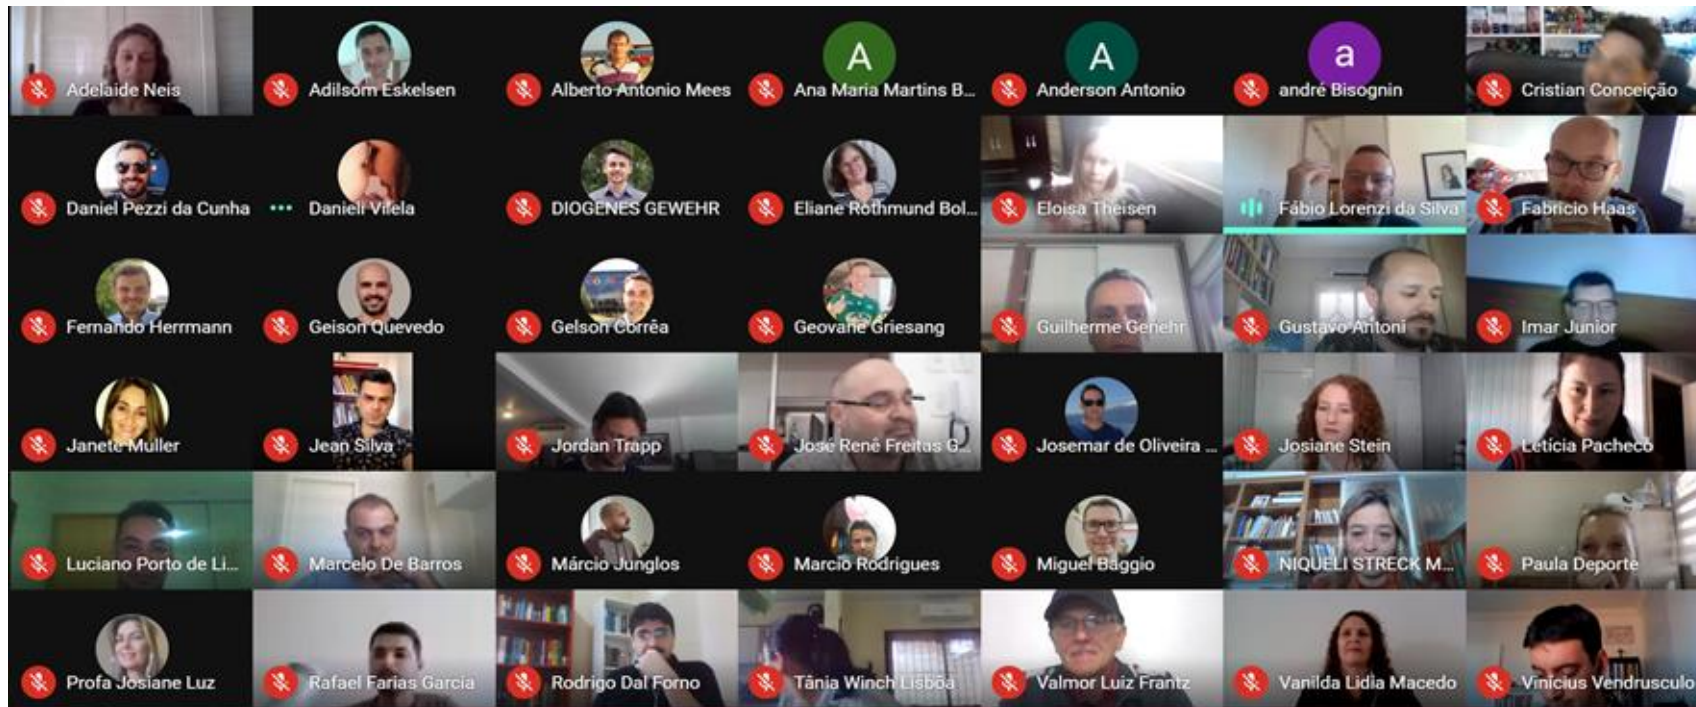 Adelaide Neis
Adilsom Eskelsen
Alberto Antonio Mees
A
Ana Maria Martins B...
A
Anderson Antonio
a
andré Bisognin
Cristian Conceição
Daniel Pezzi da Cunha
Danieli Vilela
DIOGENES GEWEHR
Eliane Rothmund Bol...
Eloisa Theisen
Fábio Lorenzi da Silva
Fabricio Haas
Fernando Herrmann
Geison Quevedo
Gelson Corrêa
Geovane Griesang
Guilherme Genehr
Gustavo Aritoni
Imar Junior
Janete Muller
Jean Silva
Jordan Trapp
José Renê Freitas G...
Josemar de Oliveira ...
Josiane Stein
Letícia Pacheco
Luciano Porto de Li...
Marcelo De Barros
Márcio Junglos
Marcio Rodrigues
Miguel Baggio
NIQUELI STRECK M...
Paula Deporte
Profa Josiane Luz
Rafael Farias Garcia
Rodrigo Dal Forno
Tânia Winch Lisbôa
Valmor Luiz Frantz
Vanilda Lidia Macedo
Vinícius Vendrusculo